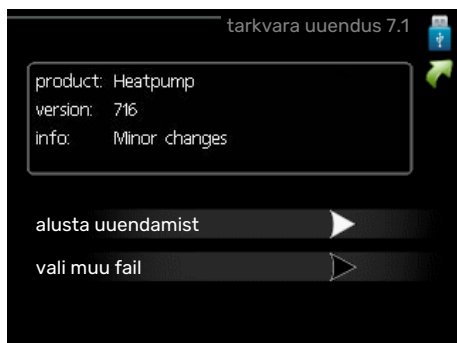 tarkvara uuendus 7.1
product: Heatpump
version: 716
info: Minor changes
alusta uuendamist
vali muu fail